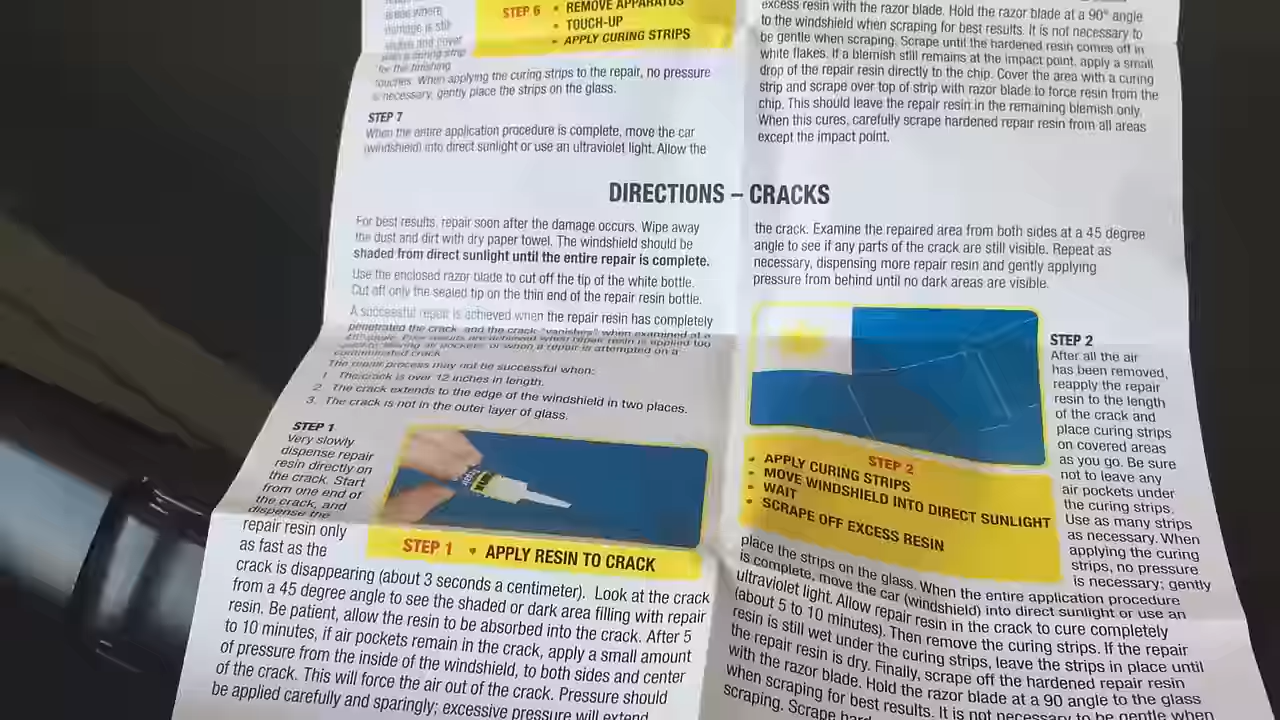 is see where
damage is still
visible and cover
with a curing strip
for the finishing
touches. When applying the curing strips to the repair, no pressure
is necessary, gently place the strips on the glass.
STEP 6 • REMOVE APPARATUS
• TOUCH-UP
• APPLY CURING STRIPS
STEP 7
When the entire application procedure is complete, move the car
(windshield) into direct sunlight or use an ultraviolet light. Allow the
excess resin with the razor blade. Hold the razor blade at a 90° angle
to the windshield when scraping for best results. It is not necessary to
be gentle when scraping. Scrape until the hardened resin comes off in
white flakes. If a blemish still remains at the impact point, apply a small
drop of the repair resin directly to the chip. Cover the area with a curing
strip and scrape over top of strip with razor blade to force resin from the
chip. This should leave the repair resin in the remaining blemish only.
When this cures, carefully scrape hardened repair resin from all areas
except the impact point.
DIRECTIONS – CRACKS
For best results, repair soon after the damage occurs. Wipe away
the dust and dirt with dry paper towel. The windshield should be
shaded from direct sunlight until the entire repair is complete.
Use the enclosed razor blade to cut off the tip of the white bottle.
Cut off only the sealed tip on the thin end of the repair resin bottle.
A successful repair is achieved when the repair resin has completely
penetrated the crack, and the crack "vanishes" when examined at a
45° angle. Poor results are achieved when repair resin is applied too
quickly leaving air pockets, or when a repair is attempted on a
contaminated crack.
The repair process may not be successful when:
1. The crack is over 12 inches in length.
2. The crack extends to the edge of the windshield in two places.
3. The crack is not in the outer layer of glass.
STEP 1
Very slowly
dispense repair
resin directly on
the crack. Start
from one end of
the crack, and
dispense the
repair resin only
as fast as the
crack is disappearing (about 3 seconds a centimeter). Look at the crack
from a 45 degree angle to see the shaded or dark area filling with repair
resin. Be patient, allow the resin to be absorbed into the crack. After 5
to 10 minutes, if air pockets remain in the crack, apply a small amount
of pressure from the inside of the windshield, to both sides and center
of the crack. This will force the air out of the crack. Pressure should
be applied carefully and sparingly; excessive pressure will extend
STEP 1 • APPLY RESIN TO CRACK
the crack. Examine the repaired area from both sides at a 45 degree
angle to see if any parts of the crack are still visible. Repeat as
necessary, dispensing more repair resin and gently applying
pressure from behind until no dark areas are visible.
STEP 2
• APPLY CURING STRIPS
• MOVE WINDSHIELD INTO DIRECT SUNLIGHT
• WAIT
• SCRAPE OFF EXCESS RESIN
STEP 2
After all the air
has been removed,
reapply the repair
resin to the length
of the crack and
place curing strips
on covered areas
as you go. Be sure
not to leave any
air pockets under
the curing strips.
Use as many strips
as necessary. When
applying the curing
strips, no pressure
is necessary; gently
place the strips on the glass. When the entire application procedure
is complete, move the car (windshield) into direct sunlight or use an
ultraviolet light. Allow repair resin in the crack to cure completely
(about 5 to 10 minutes). Then remove the curing strips. If the repair
resin is still wet under the curing strips, leave the strips in place until
the repair resin is dry. Finally, scrape off the hardened repair resin
with the razor blade. Hold the razor blade at a 90 angle to the glass
when scraping for best results. It is not necessary to be gentle when
scraping. Scrape